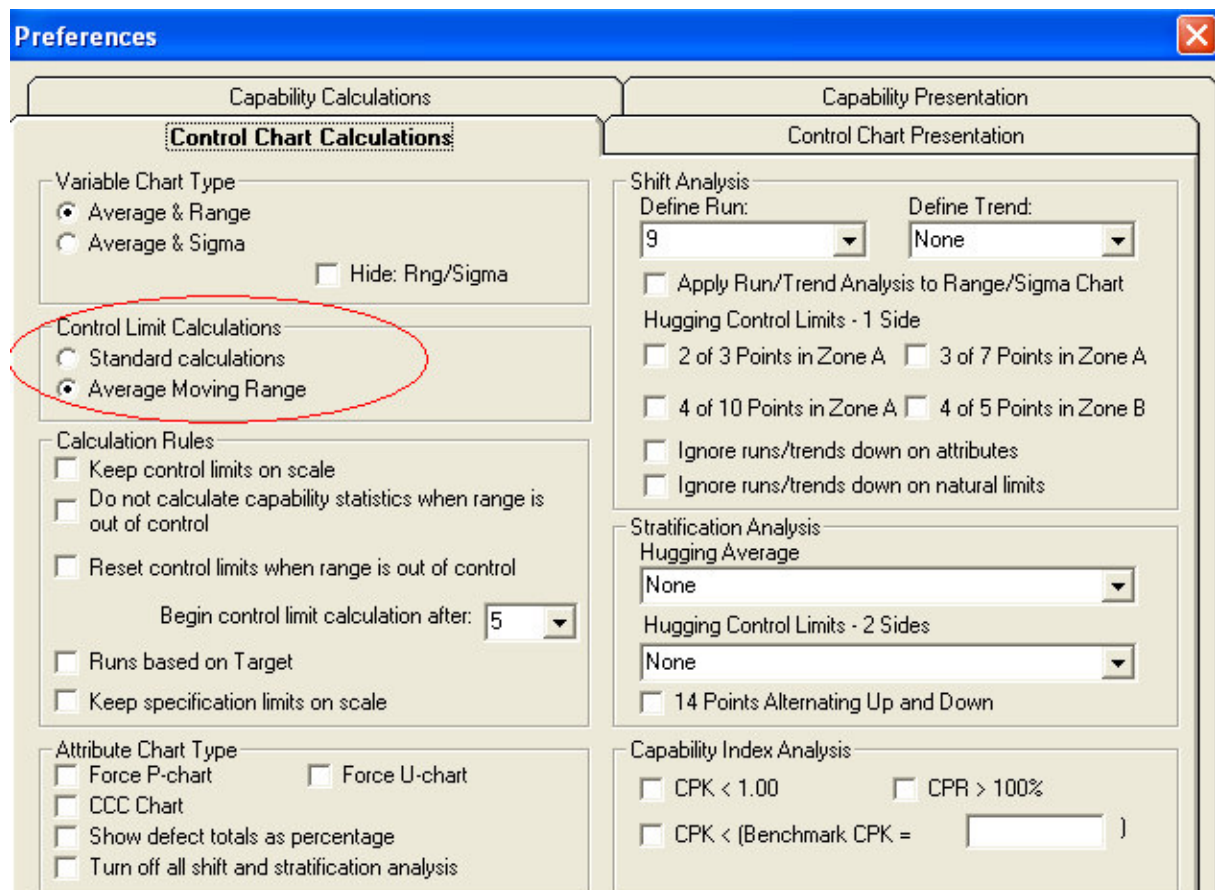 Preferences
Capability Calculations
Capability Presentation
Control Chart Calculations
Control Chart Presentation
Variable Chart Type
Average & Range
Average & Sigma
Hide: Rng/Sigma
Control Limit Calculations
Standard calculations
Average Moving Range
Calculation Rules
Keep control limits on scale
Do not calculate capability statistics when range is
out of control
Reset control limits when range is out of control
Begin control limit calculation after: 5
Runs based on Target
Keep specification limits on scale
Attribute Chart Type
Force P-chart
Force U-chart
CCC Chart
Show defect totals as percentage
Turn off all shift and stratification analysis
Shift Analysis
Define Run:
Define Trend:
9
None
Apply Run/Trend Analysis to Range/Sigma Chart
Hugging Control Limits - 1 Side
2 of 3 Points in Zone A
3 of 7 Points in Zone A
4 of 10 Points in Zone A
4 of 5 Points in Zone B
Ignore runs/trends down on attributes
Ignore runs/trends down on natural limits
Stratification Analysis
Hugging Average
None
Hugging Control Limits - 2 Sides
None
14 Points Alternating Up and Down
Capability Index Analysis
CPK < 1.00
CPR > 100%
CPK < (Benchmark CPK = )